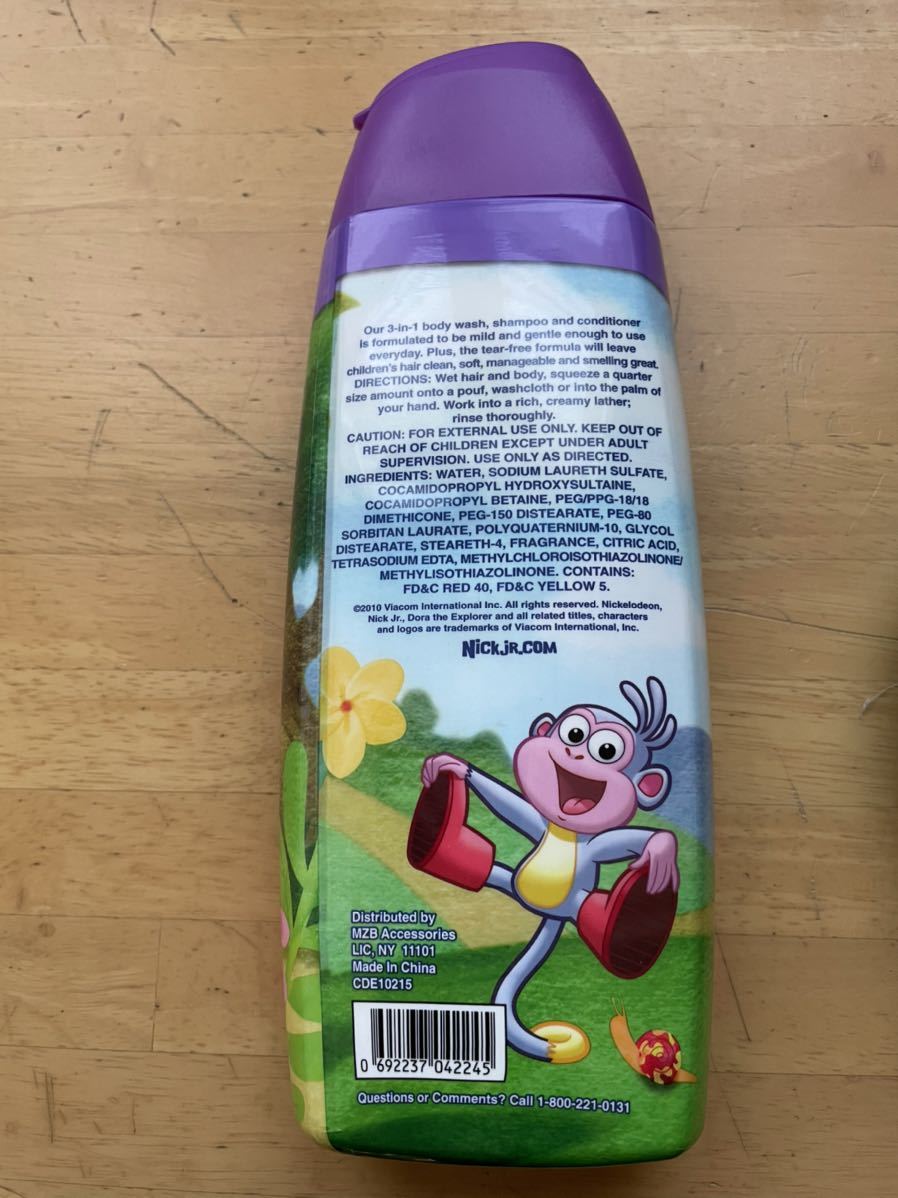 Our 3-in-1 body wash, shampoo and conditioner
is formulated to be mild and gentle enough to use
everyday. Plus, the tear-free formula will leave
children's hair clean, soft, manageable and smelling great.
DIRECTIONS: Wet hair and body, squeeze a quarter
size amount onto a pouf, washcloth or into the palm of
your hand. Work into a rich, creamy lather;
rinse thoroughly.
CAUTION: FOR EXTERNAL USE ONLY. KEEP OUT OF
REACH OF CHILDREN EXCEPT UNDER ADULT
SUPERVISION. USE ONLY AS DIRECTED.
INGREDIENTS: WATER, SODIUM LAURETH SULFATE,
COCAMIDOPROPYL HYDROXYSULTAINE,
COCAMIDOPROPYL BETAINE, PEG/PPG-18/18
DIMETHICONE, PEG-150 DISTEARATE, PEG-80
SORBITAN LAURATE, POLYQUATERNIUM-10, GLYCOL
DISTEARATE, STEARETH-4, FRAGRANCE, CITRIC ACID,
TETRASODIUM EDTA, METHYLCHLOROISOTHIAZOLINONE/
METHYLISOTHIAZOLINONE. CONTAINS:
FD&C RED 40, FD&C YELLOW 5.
©2010 Viacom International Inc. All rights reserved. Nickelodeon,
Nick Jr., Dora the Explorer and all related titles, characters
and logos are trademarks of Viacom International, Inc.
NickJR.COM
Distributed by
MZB Accessories
LIC, NY 11101
Made In China
CDE10215
0 692237 042245
Questions or Comments? Call 1-800-221-0131